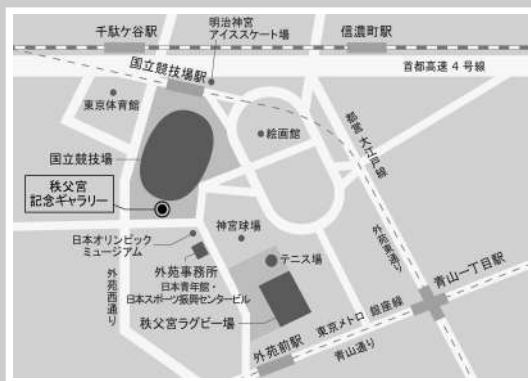 千駄ケ谷駅
明治神宮
アイススケート場
信濃町駅
国立競技場駅
首都高速4号線
東京体育館
絵画館
都営大江戸線
国立競技場
秩父宮
記念ギャラリー
日本オリンピック
ミュージアム
神宮球場
外苑東通り
外苑事務所
日本青年館・
日本スポーツ振興センタービル
テニス場
青山一丁目駅
外苑西通り
秩父宮ラグビー場
東京メトロ 銀座線
外苑前駅
青山通り